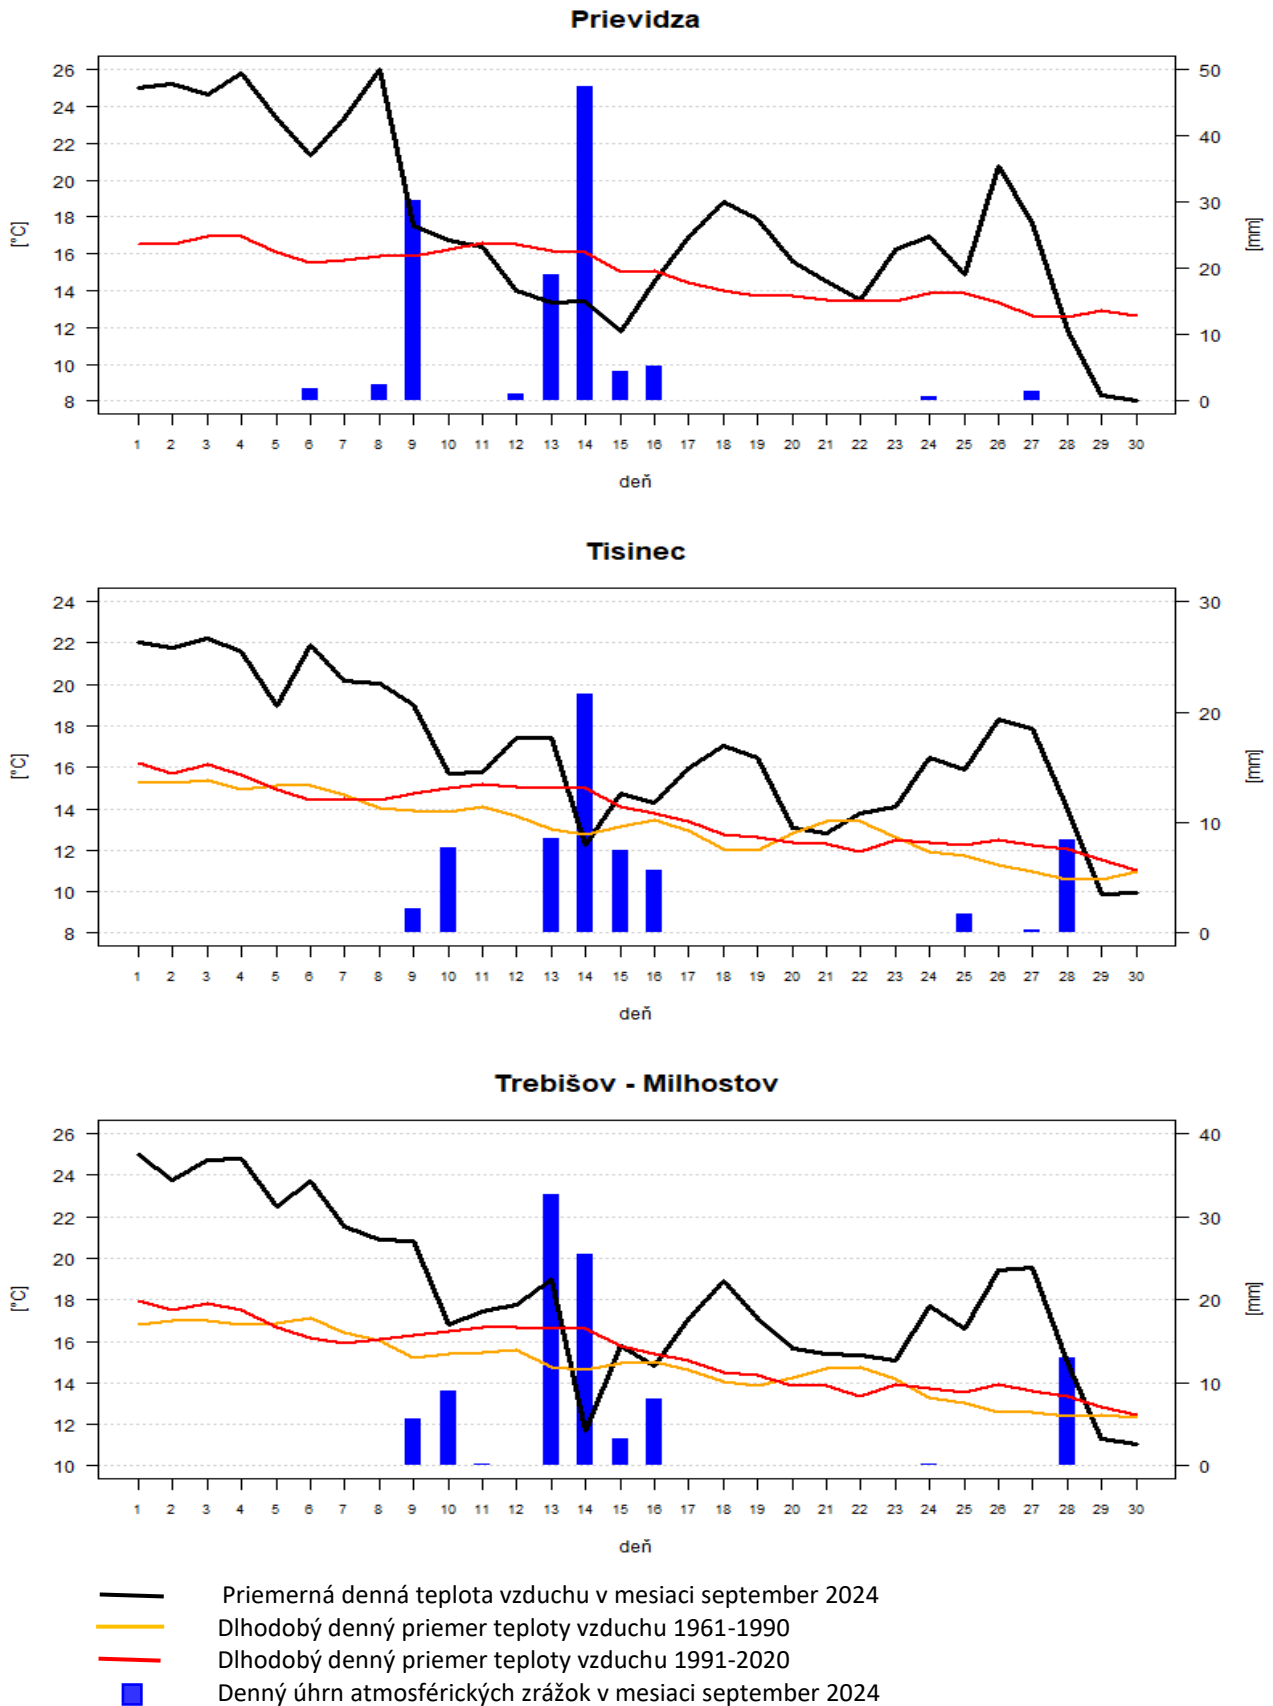 Prievidza
26
24
22
20
18
16
14
12
10
8
[°C]
50
40
30
20
10
0
[mm]
1 2 3 4 5 6 7 8 9 10 11 12 13 14 15 16 17 18 19 20 21 22 23 24 25 26 27 28 29 30
deň
Tisinec
24
22
20
18
16
14
12
10
8
[°C]
30
20
10
0
[mm]
1 2 3 4 5 6 7 8 9 10 11 12 13 14 15 16 17 18 19 20 21 22 23 24 25 26 27 28 29 30
deň
Trebišov - Milhostov
26
24
22
20
18
16
14
12
10
[°C]
40
30
20
10
0
[mm]
1 2 3 4 5 6 7 8 9 10 11 12 13 14 15 16 17 18 19 20 21 22 23 24 25 26 27 28 29 30
deň
Priemerná denná teplota vzduchu v mesiaci september 2024
Dlhodobý denný priemer teploty vzduchu 1961-1990
Dlhodobý denný priemer teploty vzduchu 1991-2020
Denný úhrn atmosférických zrážok v mesiaci september 2024